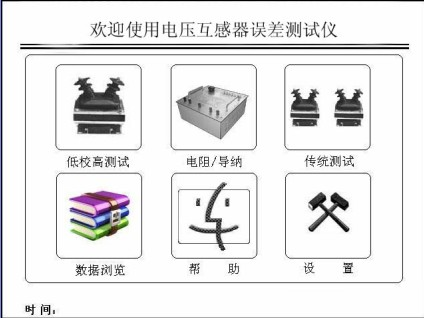 欢迎使用电压互感器误差测试仪
低校高测试 电阻/导纳 传统测试
数据浏览 帮 助 设 置
时 间: